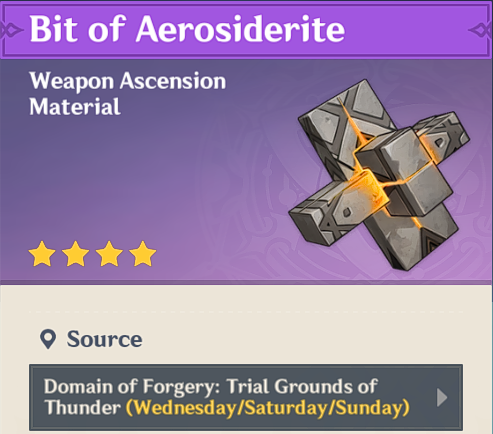 Bit of Aerosiderite
Weapon Ascension
Material
Source
Domain of Forgery: Trial Grounds of
Thunder (Wednesday/Saturday/Sunday)